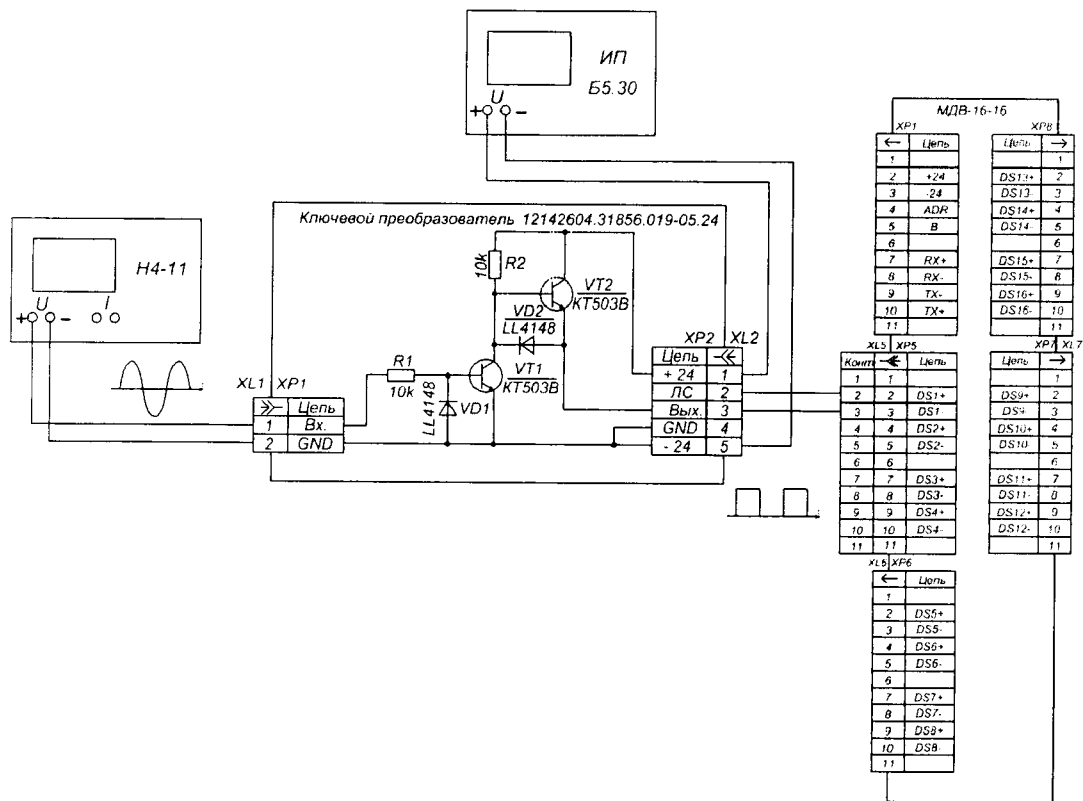 ИП
Б5.30
U
+ -
Н4-11
U I
+ -
Ключевой преобразователь 12142604.31856.019-05.24
10k R2
VT2
КТ503В
VD2
LL4148
R1
10k
VT1
КТ503В
LL4148 VD1
XL1 XP1
Цепь
1 Вх.
2 GND
XP2 XL2
Цепь
+ 24 1
ЛС 2
Вых. 3
GND 4
- 24 5
МДВ-16-16
XP1
← Цепь
1
2 +24
3 -24
4 ADR
5 B
6
7 RX+
8 RX-
9 TX-
10 TX+
11
XP8
Цепь →
1
DS13+ 2
DS13- 3
DS14+ 4
DS14- 5
6
DS15+ 7
DS15- 8
DS16+ 9
DS16- 10
11
XL5 XP5
Конт Цепь
1 1
2 2 DS1+
3 3 DS1
4 4 DS2+
5 5 DS2-
6 6
7 7 DS3+
8 8 DS3-
9 9 DS4+
10 10 DS4-
11 11
XP7 XL7
Цепь →
1
DS9+ 2
DS9 3
DS10+ 4
DS10 5
6
DS11+ 7
DS11- 8
DS12+ 9
DS12- 10
11
XL6 XP6
← Цепь
1
2 DS5+
3 DS5-
4 DS6+
5 DS6-
6
7 DS7+
8 DS7-
9 DS8+
10 DS8-
11